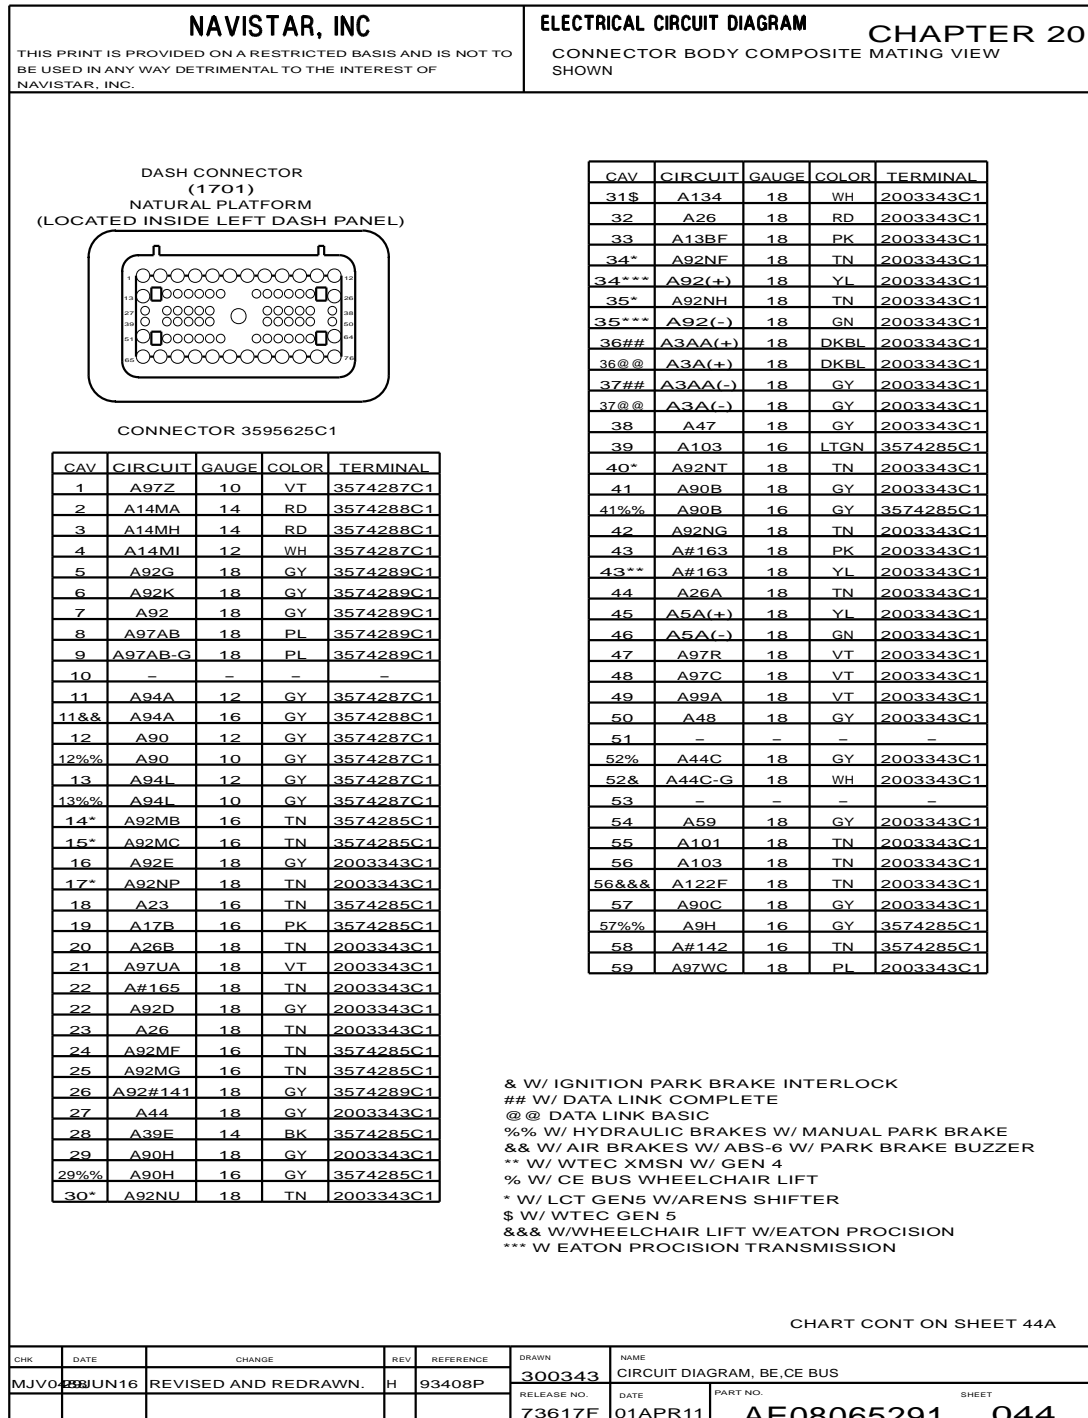 NAVISTAR, INC
THIS PRINT IS PROVIDED ON A RESTRICTED BASIS AND IS NOT TO
BE USED IN ANY WAY DETRIMENTAL TO THE INTEREST OF
NAVISTAR, INC.
ELECTRICAL CIRCUIT DIAGRAM
CHAPTER 20
CONNECTOR BODY COMPOSITE MATING VIEW
SHOWN
DASH CONNECTOR
(1701)
NATURAL PLATFORM
(LOCATED INSIDE LEFT DASH PANEL)
1 12
13 26
27 38
39 50
51 64
65 76
CONNECTOR 3595625C1
CAV CIRCUIT GAUGE COLOR TERMINAL
1 A97Z 10 VT 3574287C1
2 A14MA 14 RD 3574288C1
3 A14MH 14 RD 3574288C1
4 A14MI 12 WH 3574287C1
5 A92G 18 GY 3574289C1
6 A92K 18 GY 3574289C1
7 A92 18 GY 3574289C1
8 A97AB 18 PL 3574289C1
9 A97AB-G 18 PL 3574289C1
10 – – – –
11 A94A 12 GY 3574287C1
11&& A94A 16 GY 3574288C1
12 A90 12 GY 3574287C1
12%% A90 10 GY 3574287C1
13 A94L 12 GY 3574287C1
13%% A94L 10 GY 3574287C1
14* A92MB 16 TN 3574285C1
15* A92MC 16 TN 3574285C1
16 A92E 18 GY 2003343C1
17* A92NP 18 TN 2003343C1
18 A23 16 TN 3574285C1
19 A17B 16 PK 3574285C1
20 A26B 18 TN 2003343C1
21 A97UA 18 VT 2003343C1
22 A#165 18 TN 2003343C1
22 A92D 18 GY 2003343C1
23 A26 18 TN 2003343C1
24 A92MF 16 TN 3574285C1
25 A92MG 16 TN 3574285C1
26 A92#141 18 GY 3574289C1
27 A44 18 GY 2003343C1
28 A39E 14 BK 3574285C1
29 A90H 18 GY 2003343C1
29%% A90H 16 GY 3574285C1
30* A92NU 18 TN 2003343C1
CAV CIRCUIT GAUGE COLOR TERMINAL
31$ A134 18 WH 2003343C1
32 A26 18 RD 2003343C1
33 A13BF 18 PK 2003343C1
34* A92NF 18 TN 2003343C1
34*** A92(+) 18 YL 2003343C1
35* A92NH 18 TN 2003343C1
35*** A92(-) 18 GN 2003343C1
36## A3AA(+) 18 DKBL 2003343C1
36@@ A3A(+) 18 DKBL 2003343C1
37## A3AA(-) 18 GY 2003343C1
37@@ A3A(-) 18 GY 2003343C1
38 A47 18 GY 2003343C1
39 A103 16 LTGN 3574285C1
40* A92NT 18 TN 2003343C1
41 A90B 18 GY 2003343C1
41%% A90B 16 GY 3574285C1
42 A92NG 18 TN 2003343C1
43 A#163 18 PK 2003343C1
43** A#163 18 YL 2003343C1
44 A26A 18 TN 2003343C1
45 A5A(+) 18 YL 2003343C1
46 A5A(-) 18 GN 2003343C1
47 A97R 18 VT 2003343C1
48 A97C 18 VT 2003343C1
49 A99A 18 VT 2003343C1
50 A48 18 GY 2003343C1
51 – – – –
52% A44C 18 GY 2003343C1
52& A44C-G 18 WH 2003343C1
53 – – – –
54 A59 18 GY 2003343C1
55 A101 18 TN 2003343C1
56 A103 18 TN 2003343C1
56&&& A122F 18 TN 2003343C1
57 A90C 18 GY 2003343C1
57%% A9H 16 GY 3574285C1
58 A#142 16 TN 3574285C1
59 A97WC 18 PL 2003343C1
& W/ IGNITION PARK BRAKE INTERLOCK
## W/ DATA LINK COMPLETE
@@ DATA LINK BASIC
%% W/ HYDRAULIC BRAKES W/ MANUAL PARK BRAKE
&& W/ AIR BRAKES W/ ABS-6 W/ PARK BRAKE BUZZER
** W/ WTEC XMSN W/ GEN 4
% W/ CE BUS WHEELCHAIR LIFT
* W/ LCT GEN5 W/ARENS SHIFTER
$ W/ WTEC GEN 5
&&& W/WHEELCHAIR LIFT W/EATON PROCISION
*** W EATON PROCISION TRANSMISSION
CHART CONT ON SHEET 44A
CHK DATE CHANGE REV REFERENCE
REVISED AND REDRAWN. H 93408P
DRAWN
300343
NAME
CIRCUIT DIAGRAM, BE,CE BUS
RELEASE NO. DATE PART NO. SHEET
73617F 01APR11 AE08065291 044